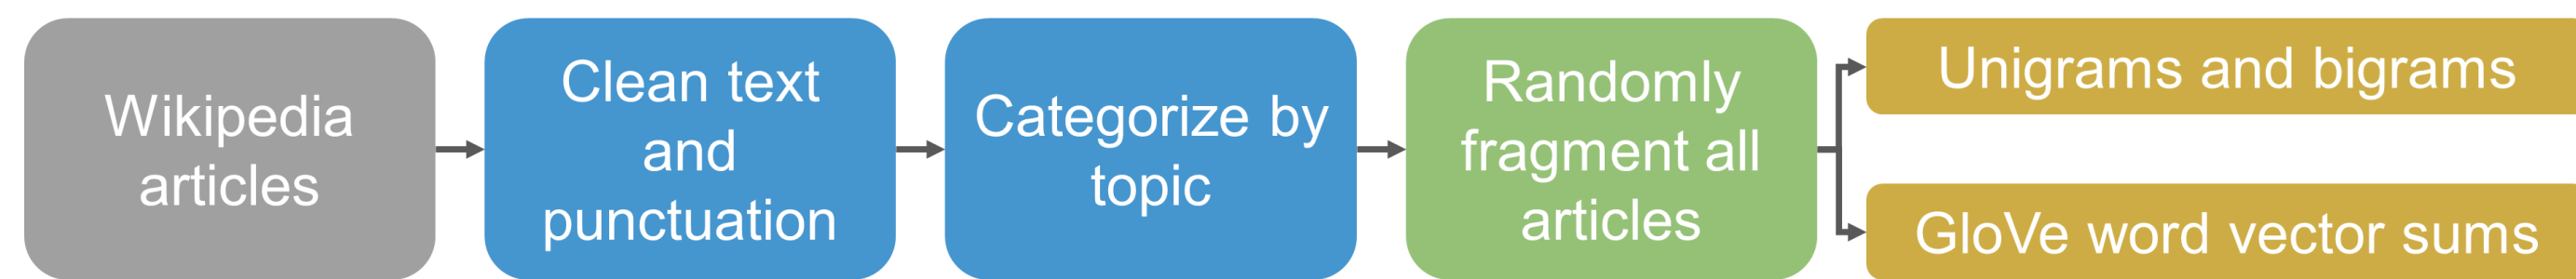 Wikipedia
articles
Clean text
and
punctuation
Categorize by
topic
Randomly
fragment all
articles
Unigrams and bigrams
GloVe word vector sums